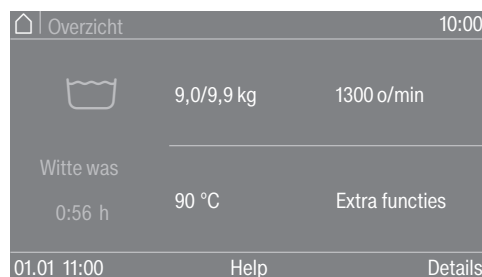 Overzicht 10:00
9,0/9,9 kg 1300 o/min
Witte was
0:56 h
90 °C Extra functies
01.01 11:00 Help Details